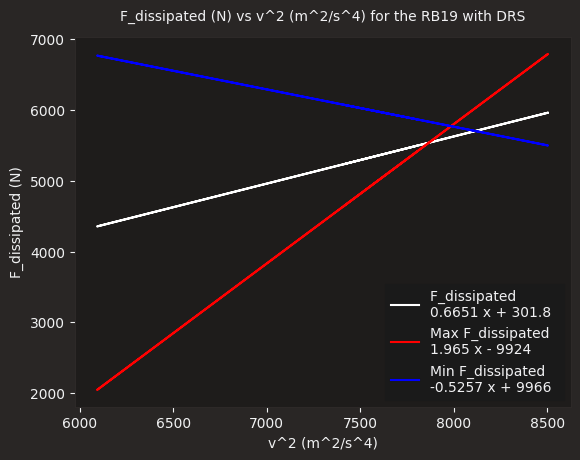 F_dissipated (N) vs v^2 (m^2/s^4) for the RB19 with DRS
7000
6000
5000
4000
3000
2000
F_dissipated (N)
F_dissipated
0.6651 x + 301.8
Max F_dissipated
1.965 x - 9924
Min F_dissipated
-0.5257 x + 9966
6000
6500
7000
7500
8000
8500
v^2 (m^2/s^4)